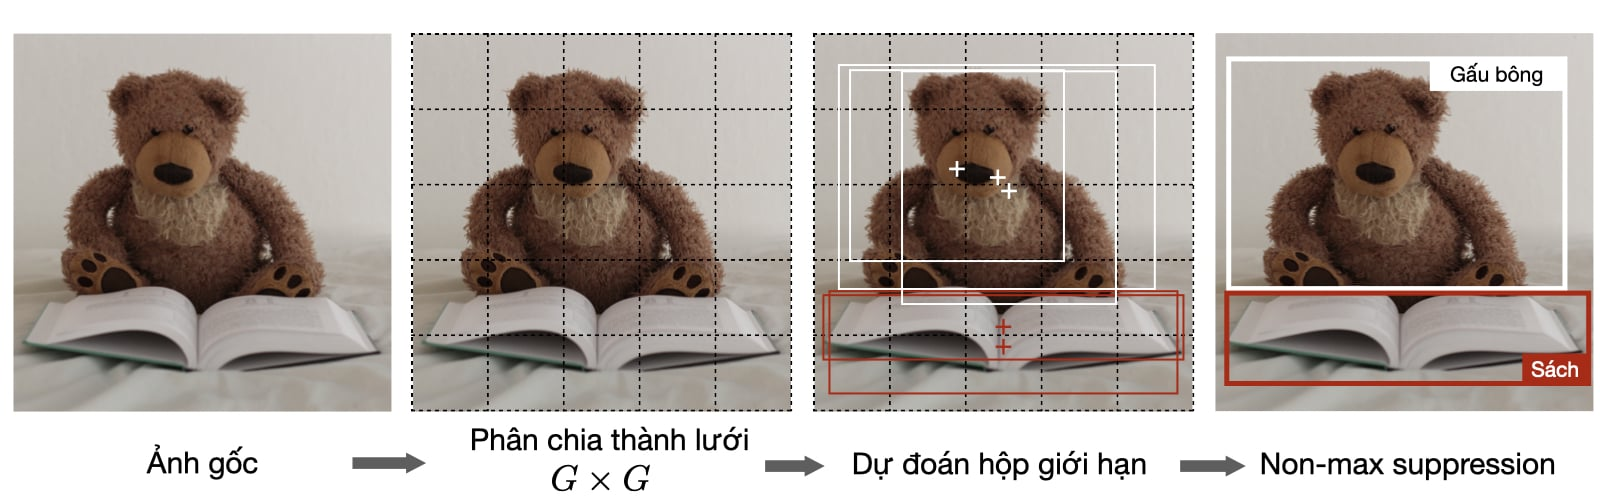 Gấu bông
Sách
Ảnh gốc
Phân chia thành lưới
G × G
Dự đoán hộp giới hạn
Non-max suppression